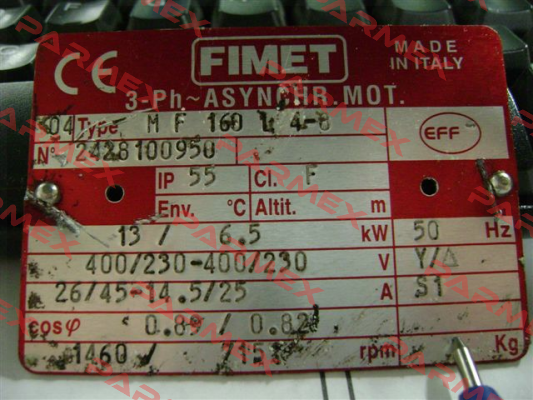 CE FIMET MADE IN ITALY
3-Ph~ASYNCHR.MOT.
04 Type M F 160 L 4-8 EFF
N° 2428100950
IP 55 Cl. F
Env. °C Altit. m
13 / 6.5 kW 50 Hz
400/230-400/230 V Y/△
26/45-14.5/25 A S1
cosφ 0.89 / 0.82
1460 / 715 rpm Kg
PARMEX